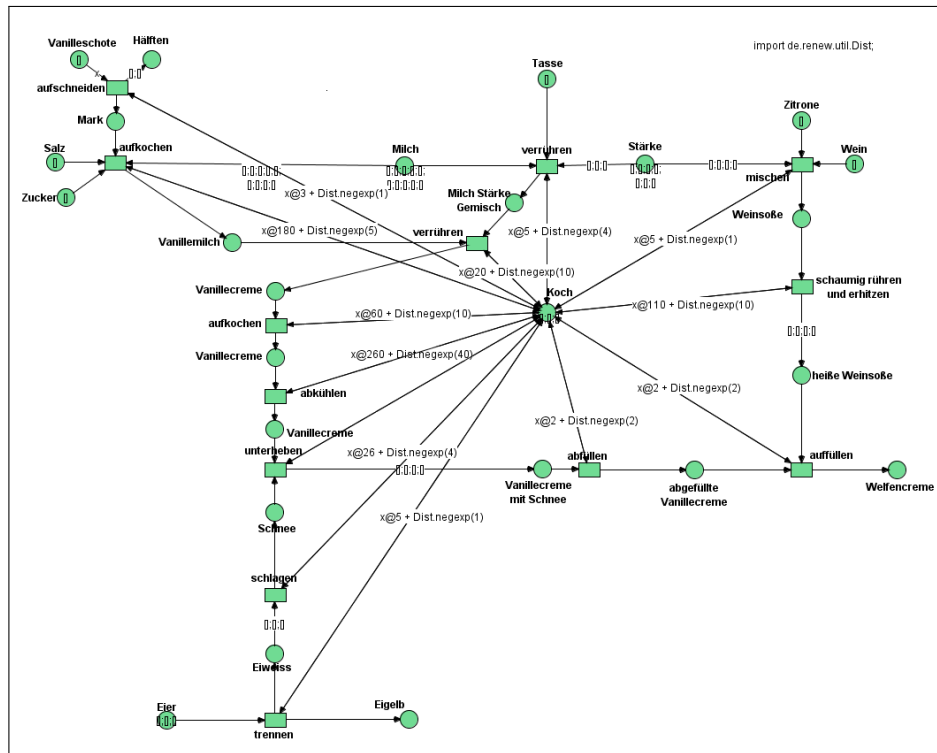 Vanilleschote
Hälften
import de.renew.util.Dist;
Tasse
[]
[]
x
[];[]
aufschneiden
Zitrone
Mark
[]
Salz
aufkochen
Milch
verrühren
Stärke
Wein
[]
[];[];[];[];
[];[];[];[]
[];[];[];[];
[];[];[];[]
[];[];[]
[];[];[];
[];[];[]
[];[];[];[]
mischen
[]
Zucker
[]
x@3 + Dist.negexp(1)
Milch Stärke
Gemisch
Weinsoße
x@180 + Dist.negexp(5)
verrühren
x@5 + Dist.negexp(4)
x@5 + Dist.negexp(1)
Vanillemilch
x@20 + Dist.negexp(10)
schaumig rühren
und erhitzen
Vanillecreme
Koch
x@110 + Dist.negexp(10)
x@60 + Dist.negexp(10)
aufkochen
[];[];[];[]
Vanillecreme
x@260 + Dist.negexp(40)
heiße Weinsoße
abkühlen
x@2 + Dist.negexp(2)
x@2 + Dist.negexp(2)
Vanillecreme
unterheben
x@26 + Dist.negexp(4)
abfüllen
auffüllen
[];[];[];[]
Vanillecreme
mit Schnee
abgefüllte
Vanillecreme
Welfencreme
Schnee
x@5 + Dist.negexp(1)
schlagen
[];[];[]
Eiweiss
Eier
[];[];[]
Eigelb
trennen